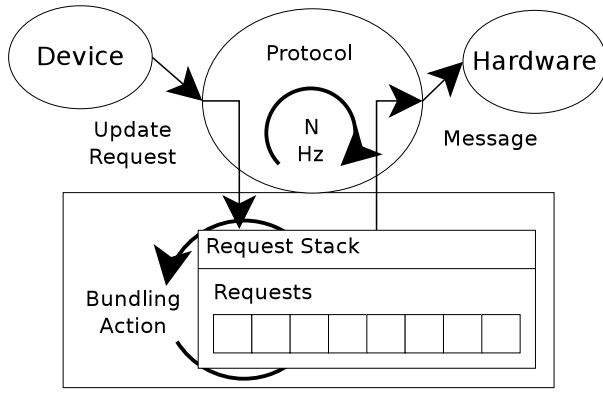 Device
Protocol
Hardware
Update
Request
N
Hz
Message
Request Stack
Requests
Bundling
Action